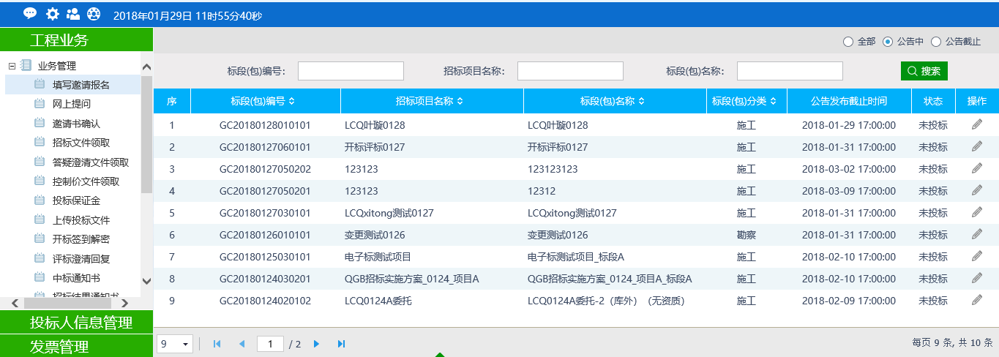 2018年01月29日 11时55分40秒
工程业务
业务管理
填写邀请报名
网上提问
邀请书确认
招标文件领取
答疑澄清文件领取
控制价文件领取
投标保证金
上传投标文件
开标签到解密
评标澄清回复
中标通知书
招标结果通知书
投标人信息管理
发票管理
全部 公告中 公告截止
标段(包)编号： 招标项目名称： 标段(包)名称： 搜索
序 标段(包)编号 招标项目名称 标段(包)名称 标段(包)分类 公告发布截止时间 状态 操作
1 GC20180128010101 LCQ叶璇0128 LCQ叶璇0128 施工 2018-01-29 17:00:00 未投标
2 GC20180127060101 开标评标0127 开标评标0127 施工 2018-01-31 17:00:00 未投标
3 GC20180127050202 123123 123123123 施工 2018-03-02 17:00:00 未投标
4 GC20180127050201 123123 12312 施工 2018-03-09 17:00:00 未投标
5 GC20180127030101 LCQxitong测试0127 LCQxitong测试0127 施工 2018-01-31 17:00:00 未投标
6 GC20180126010101 变更测试0126 变更测试0126 勘察 2018-01-31 17:00:00 未投标
7 GC20180125030101 电子标测试项目 电子标测试项目_标段A 施工 2018-02-10 17:00:00 未投标
8 GC20180124030201 QGB招标实施方案_0124_项目A QGB招标实施方案_0124_项目A_标段A 施工 2018-02-10 17:00:00 未投标
9 GC20180124020102 LCQ0124A委托 LCQ0124A委托-2（库外）（无资质） 施工 2018-02-09 17:00:00 未投标
9 1 / 2 每页 9 条, 共 10 条